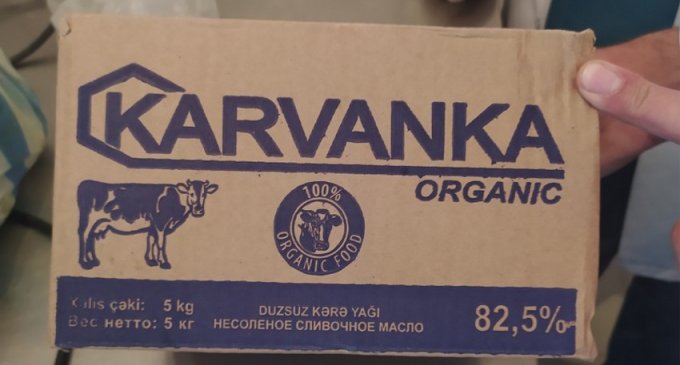 KARVANKA
ORGANIC
100%
ORGANIC FOOD
Xalis çəki: 5 kg
Вес нетто: 5 кг
DUZSUZ KƏRƏ YAĞI
НЕСОЛЕНОЕ СЛИВОЧНОЕ МАСЛО
82,5%